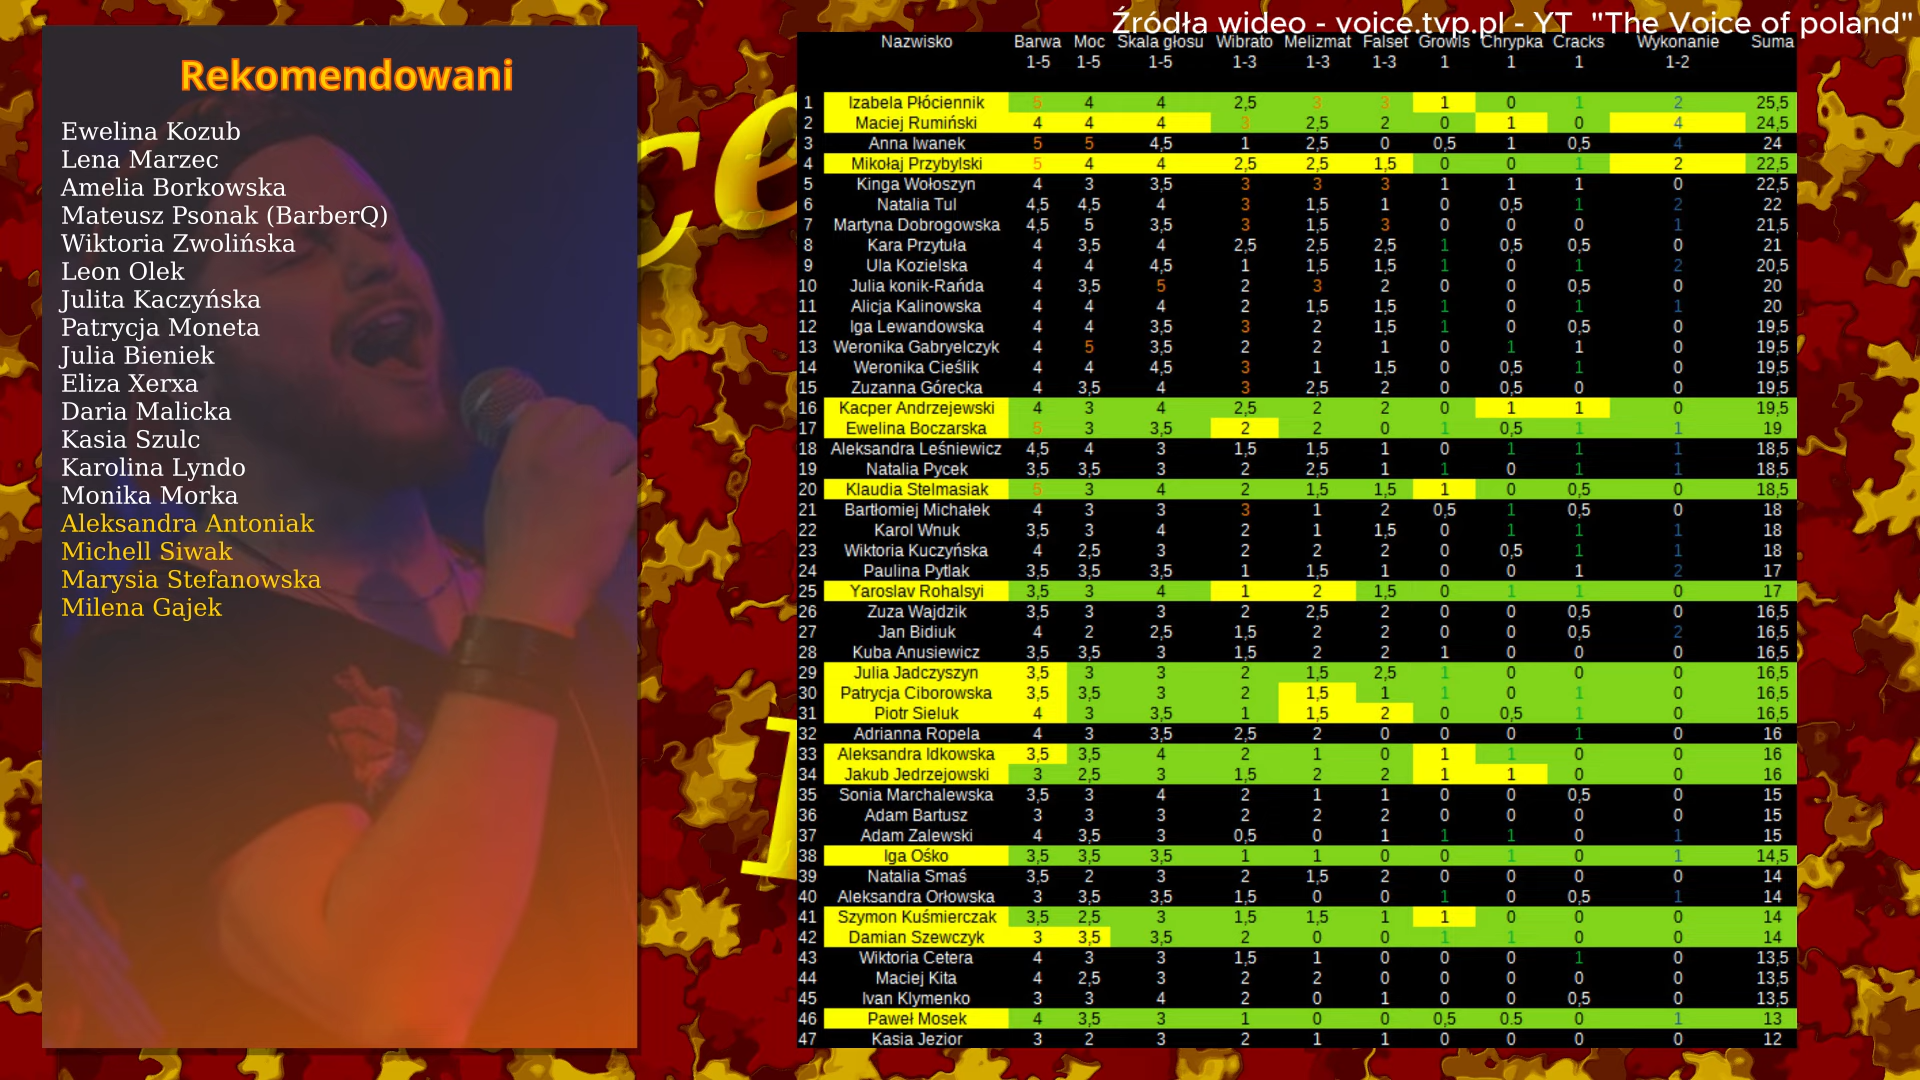 Źródła wideo - voice.tvp.pl - YT "The Voice of poland"
Rekomendowani
Ewelina Kozub
Lena Marzec
Amelia Borkowska
Mateusz Psonak (BarberQ)
Wiktoria Zwolińska
Leon Olek
Julita Kaczyńska
Patrycja Moneta
Julia Bieniek
Eliza Xerxa
Daria Malicka
Kasia Szulc
Karolina Lyndo
Monika Morka
Aleksandra Antoniak
Michell Siwak
Marysia Stefanowska
Milena Gajek
ce
Nazwisko Barwa Moc Skala głosu Wibrato Melizmat Falset Growls Chrypka Cracks Wykonanie Suma
1-5 1-5 1-5 1-3 1-3 1-3 1 1 1 1-2
1 Izabela Płóciennik 5 4 4 2,5 3 3 1 0 1 2 25,5
2 Maciej Rumiński 4 4 4 3 2,5 2 0 1 0 4 24,5
3 Anna Iwanek 5 5 4,5 1 2,5 0 0,5 1 0,5 4 24
4 Mikołaj Przybylski 5 4 4 2,5 2,5 1,5 0 0 1 2 22,5
5 Kinga Wołoszyn 4 3 3,5 3 3 3 1 1 1 0 22,5
6 Natalia Tul 4,5 4,5 4 3 1,5 1 0 0,5 1 2 22
7 Martyna Dobrogowska 4,5 5 3,5 3 1,5 3 0 0 0 1 21,5
8 Kara Przytuła 4 3,5 4 2,5 2,5 2,5 1 0,5 0,5 0 21
9 Ula Kozielska 4 4 4,5 1 1,5 1,5 1 0 1 2 20,5
10 Julia konik-Rańda 4 3,5 5 2 3 2 0 0 0,5 0 20
11 Alicja Kalinowska 4 4 4 2 1,5 1,5 1 0 1 1 20
12 Iga Lewandowska 4 4 3,5 3 2 1,5 1 0 0,5 0 19,5
13 Weronika Gabryelczyk 4 5 3,5 2 2 1 0 1 1 0 19,5
14 Weronika Cieślik 4 4 4,5 3 1 1,5 0 0,5 1 0 19,5
15 Zuzanna Górecka 4 3,5 4 3 2,5 2 0 0,5 0 0 19,5
16 Kacper Andrzejewski 4 3 4 2,5 2 2 0 1 1 0 19,5
17 Ewelina Boczarska 5 3 3,5 2 2 0 1 0,5 1 1 19
18 Aleksandra Leśniewicz 4,5 4 3 1,5 1,5 1 0 1 1 1 18,5
19 Natalia Pycek 3,5 3,5 3 2 2,5 1 1 0 1 1 18,5
20 Klaudia Stelmasiak 5 3 4 2 1,5 1,5 1 0 0,5 0 18,5
21 Bartłomiej Michałek 4 3 3 3 1 2 0,5 1 0,5 0 18
22 Karol Wnuk 3,5 3 4 2 1 1,5 0 1 1 1 18
23 Wiktoria Kuczyńska 4 2,5 3 2 2 2 0 0,5 1 1 18
24 Paulina Pytlak 3,5 3,5 3,5 1 1,5 1 0 0 1 2 17
25 Yaroslav Rohalsyi 3,5 3 4 1 2 1,5 0 1 1 0 17
26 Zuza Wajdzik 3,5 3 3 2 2,5 2 0 0 0,5 0 16,5
27 Jan Bidiuk 4 2 2,5 1,5 2 2 0 0 0,5 2 16,5
28 Kuba Anusiewicz 3,5 3,5 3 1,5 2 2 1 0 0 0 16,5
29 Julia Jadczyszyn 3,5 3 3 2 1,5 2,5 1 0 0 0 16,5
30 Patrycja Ciborowska 3,5 3,5 3 2 1,5 1 1 0 1 0 16,5
31 Piotr Sieluk 4 3 3,5 1 1,5 2 0 0,5 1 0 16,5
32 Adrianna Ropela 4 3 3,5 2,5 2 0 0 0 1 0 16
33 Aleksandra Idkowska 3,5 3,5 4 2 1 0 1 1 0 0 16
34 Jakub Jedrzejowski 3 2,5 3 1,5 2 2 1 1 0 0 16
35 Sonia Marchalewska 3,5 3 4 2 1 1 0 0 0,5 0 15
36 Adam Bartusz 3 3 3 2 2 2 0 0 0 0 15
37 Adam Zalewski 4 3,5 3 0,5 0 1 1 1 0 1 15
38 Iga Ośko 3,5 3,5 3,5 1 1 0 0 1 0 1 14,5
39 Natalia Smaś 3,5 2 3 2 1,5 2 0 0 0 0 14
40 Aleksandra Orłowska 3 3,5 3,5 1,5 0 0 1 0 0,5 1 14
41 Szymon Kuśmierczak 3,5 2,5 3 1,5 1,5 1 1 0 0 0 14
42 Damian Szewczyk 3 3,5 3,5 2 0 0 1 1 0 0 14
43 Wiktoria Cetera 4 3 3 1,5 1 0 0 0 1 0 13,5
44 Maciej Kita 4 2,5 3 2 2 0 0 0 0 0 13,5
45 Ivan Klymenko 3 3 4 2 0 1 0 0 0,5 0 13,5
46 Paweł Mosek 4 3,5 3 1 0 0 0,5 0.5 0 1 13
47 Kasia Jezior 3 2 3 2 1 1 0 0 0 0 12